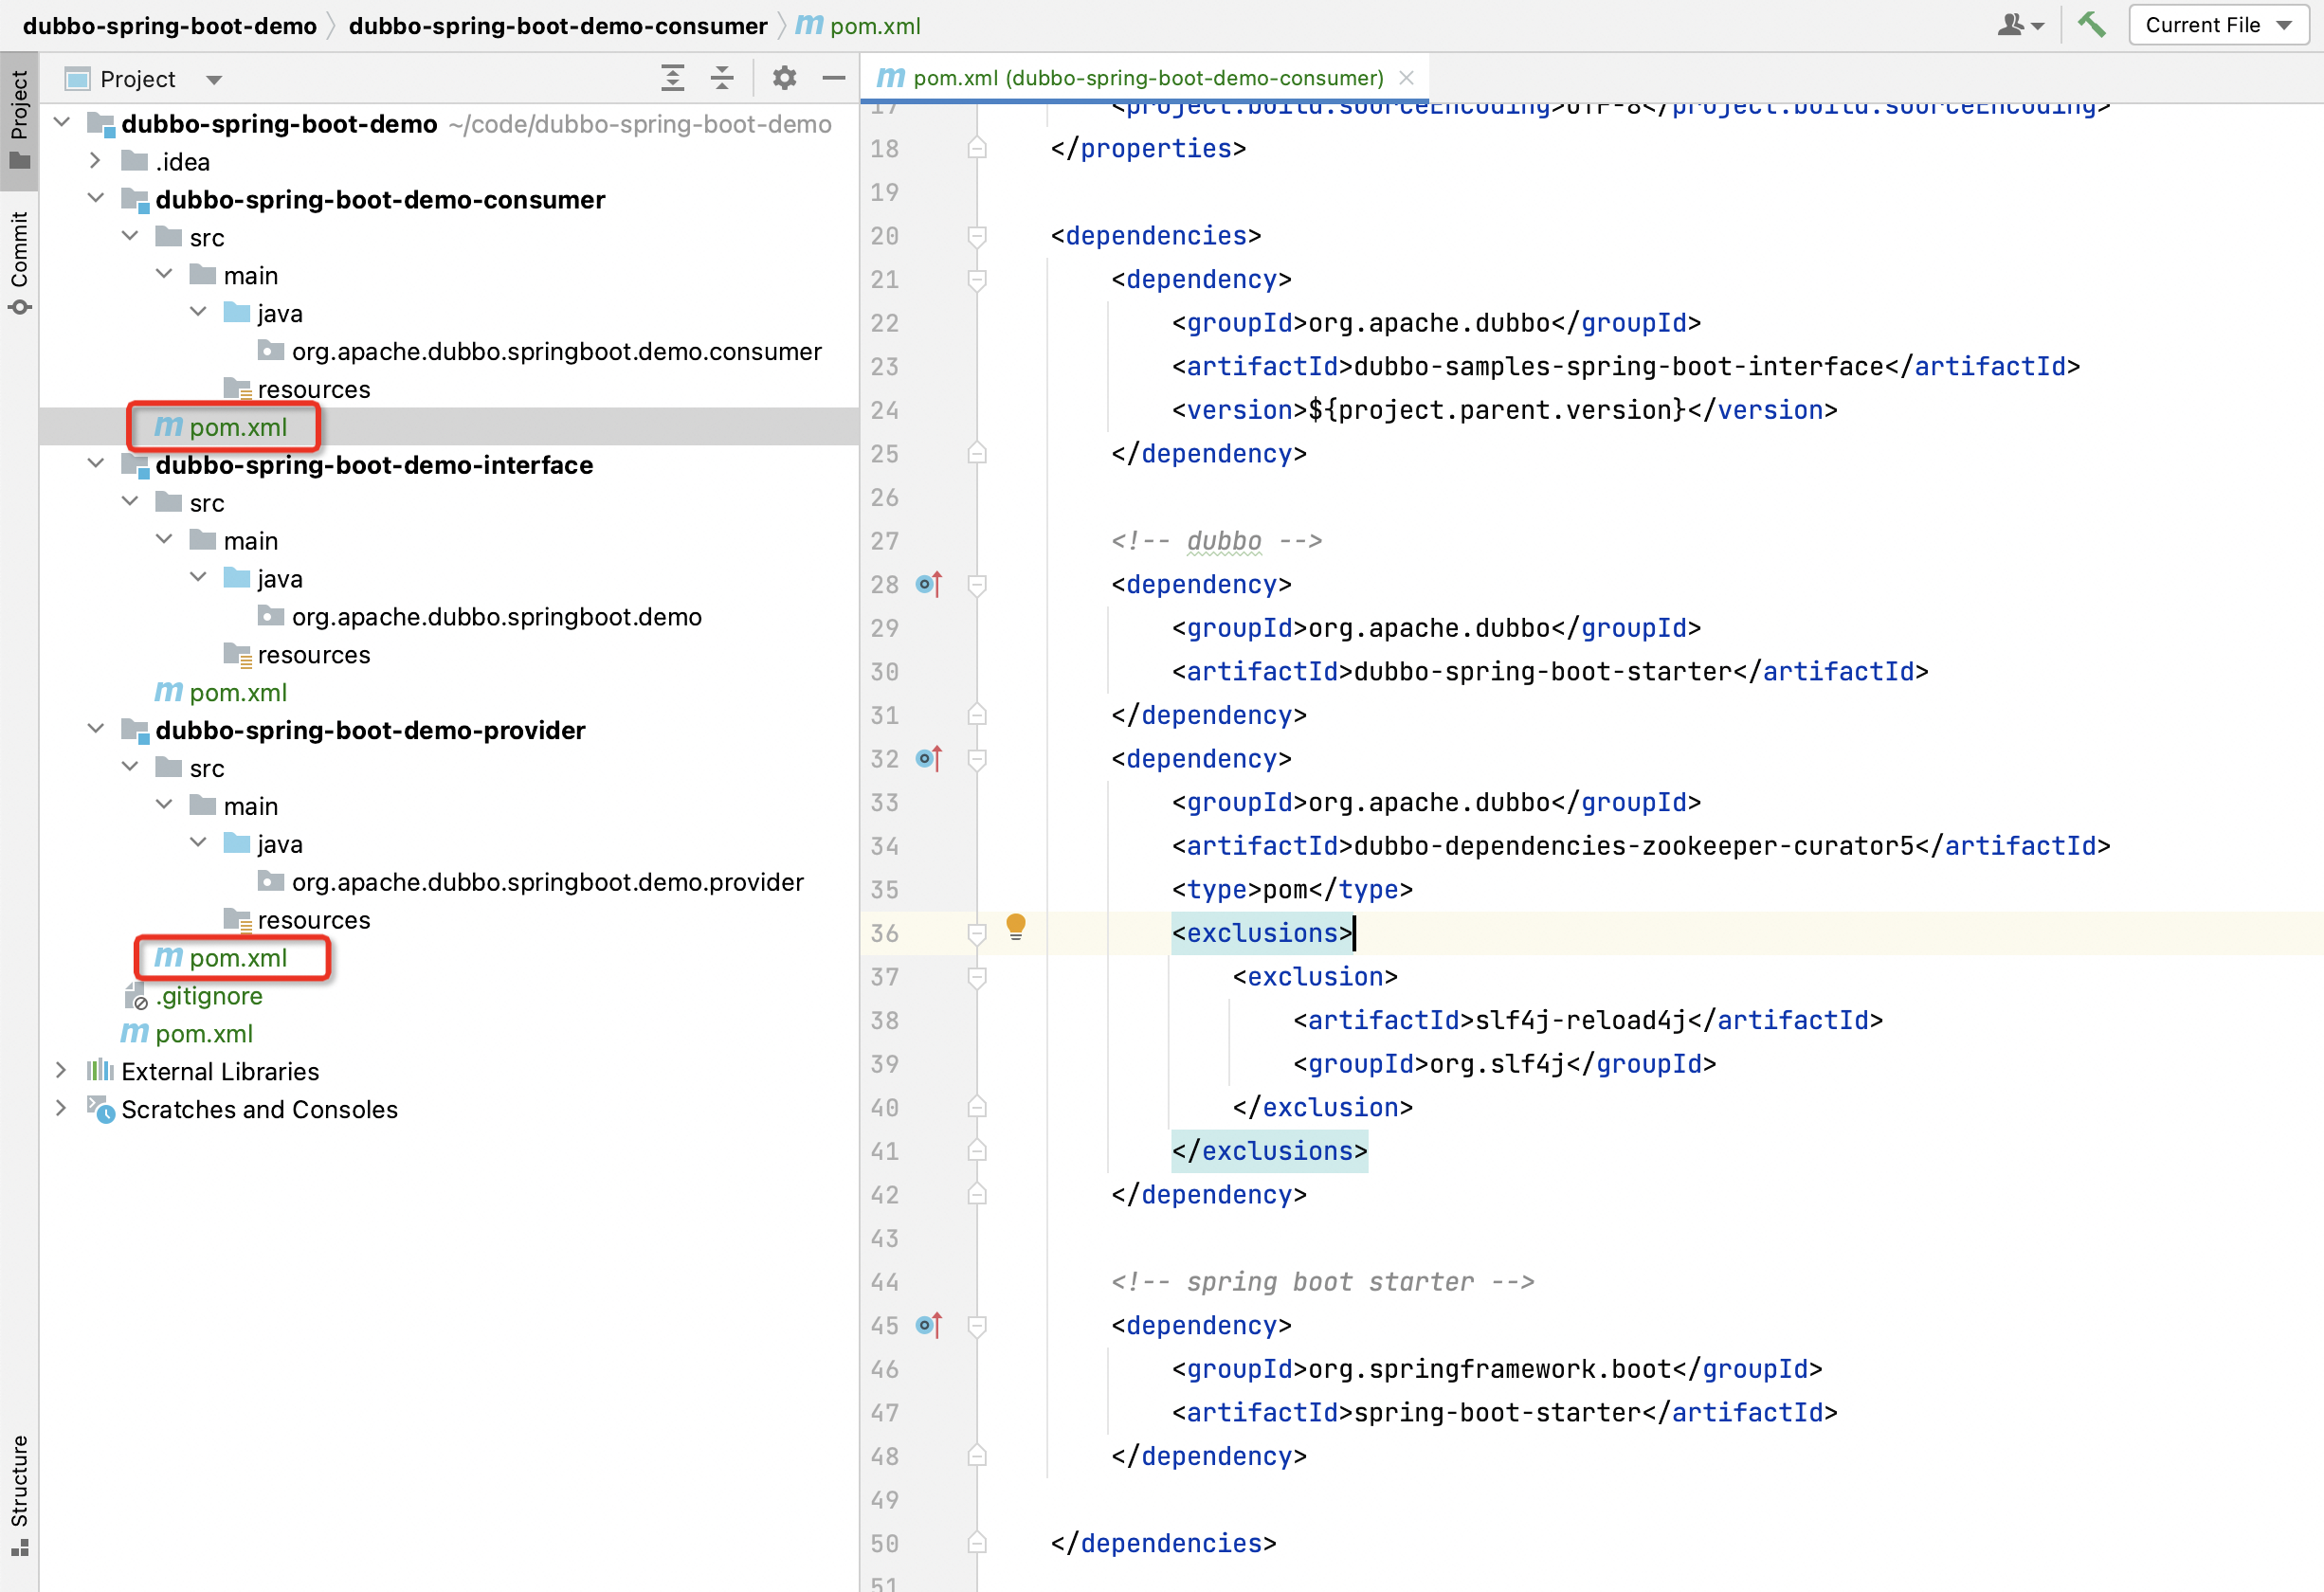 dubbo-spring-boot-demo dubbo-spring-boot-demo-consumer m pom.xml
Current File
Project
Commit
Structure
Project
dubbo-spring-boot-demo ~/code/dubbo-spring-boot-demo
.idea
dubbo-spring-boot-demo-consumer
src
main
java
org.apache.dubbo.springboot.demo.consumer
resources
m pom.xml
dubbo-spring-boot-demo-interface
src
main
java
org.apache.dubbo.springboot.demo
resources
m pom.xml
dubbo-spring-boot-demo-provider
src
main
java
org.apache.dubbo.springboot.demo.provider
resources
m pom.xml
.gitignore
m pom.xml
External Libraries
Scratches and Consoles
m pom.xml (dubbo-spring-boot-demo-consumer)
17 <project.build.sourceEncoding>UTF-8</project.build.sourceEncoding>
18 </properties>
19
20 <dependencies>
21 <dependency>
22 <groupId>org.apache.dubbo</groupId>
23 <artifactId>dubbo-samples-spring-boot-interface</artifactId>
24 <version>${project.parent.version}</version>
25 </dependency>
26
27 <!-- dubbo -->
28 <dependency>
29 <groupId>org.apache.dubbo</groupId>
30 <artifactId>dubbo-spring-boot-starter</artifactId>
31 </dependency>
32 <dependency>
33 <groupId>org.apache.dubbo</groupId>
34 <artifactId>dubbo-dependencies-zookeeper-curator5</artifactId>
35 <type>pom</type>
36 <exclusions>
37 <exclusion>
38 <artifactId>slf4j-reload4j</artifactId>
39 <groupId>org.slf4j</groupId>
40 </exclusion>
41 </exclusions>
42 </dependency>
43
44 <!-- spring boot starter -->
45 <dependency>
46 <groupId>org.springframework.boot</groupId>
47 <artifactId>spring-boot-starter</artifactId>
48 </dependency>
49
50 </dependencies>
51